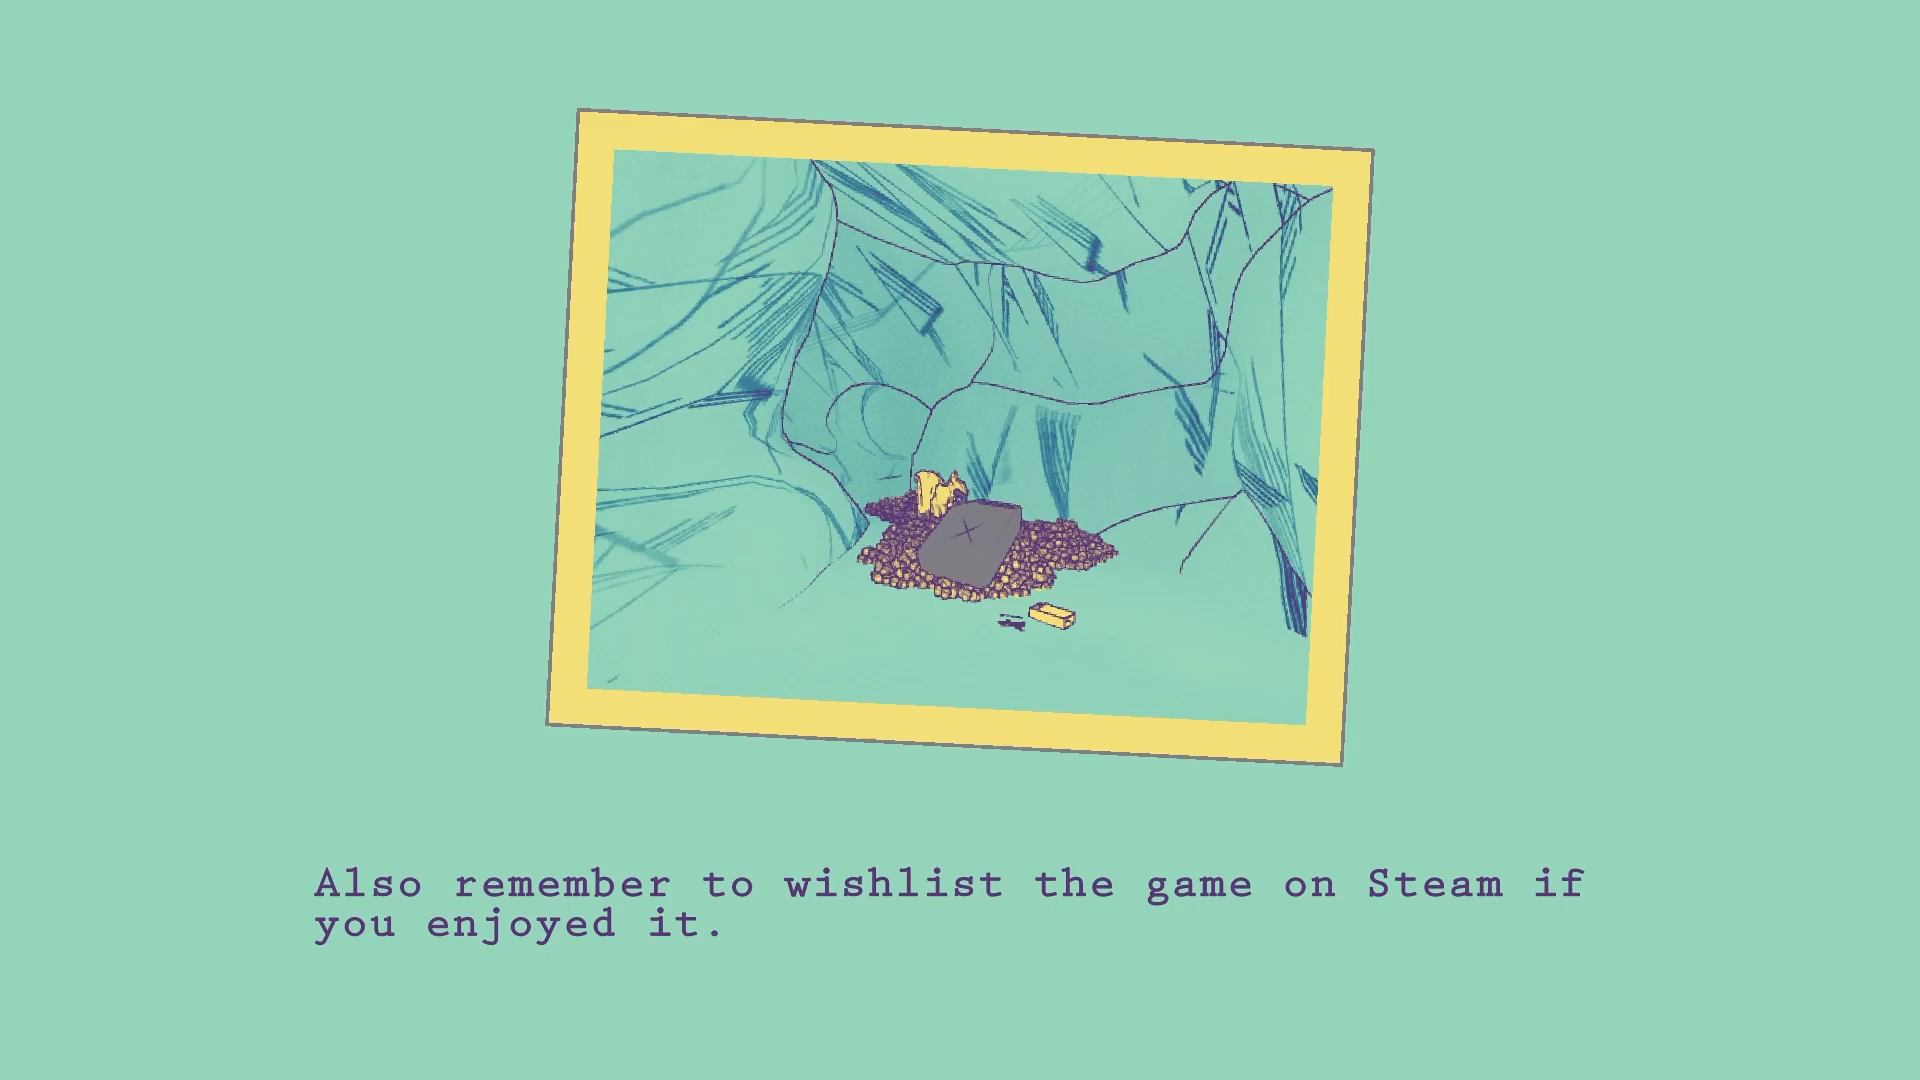 Also remember to wishlist the game on Steam if
you enjoyed it.